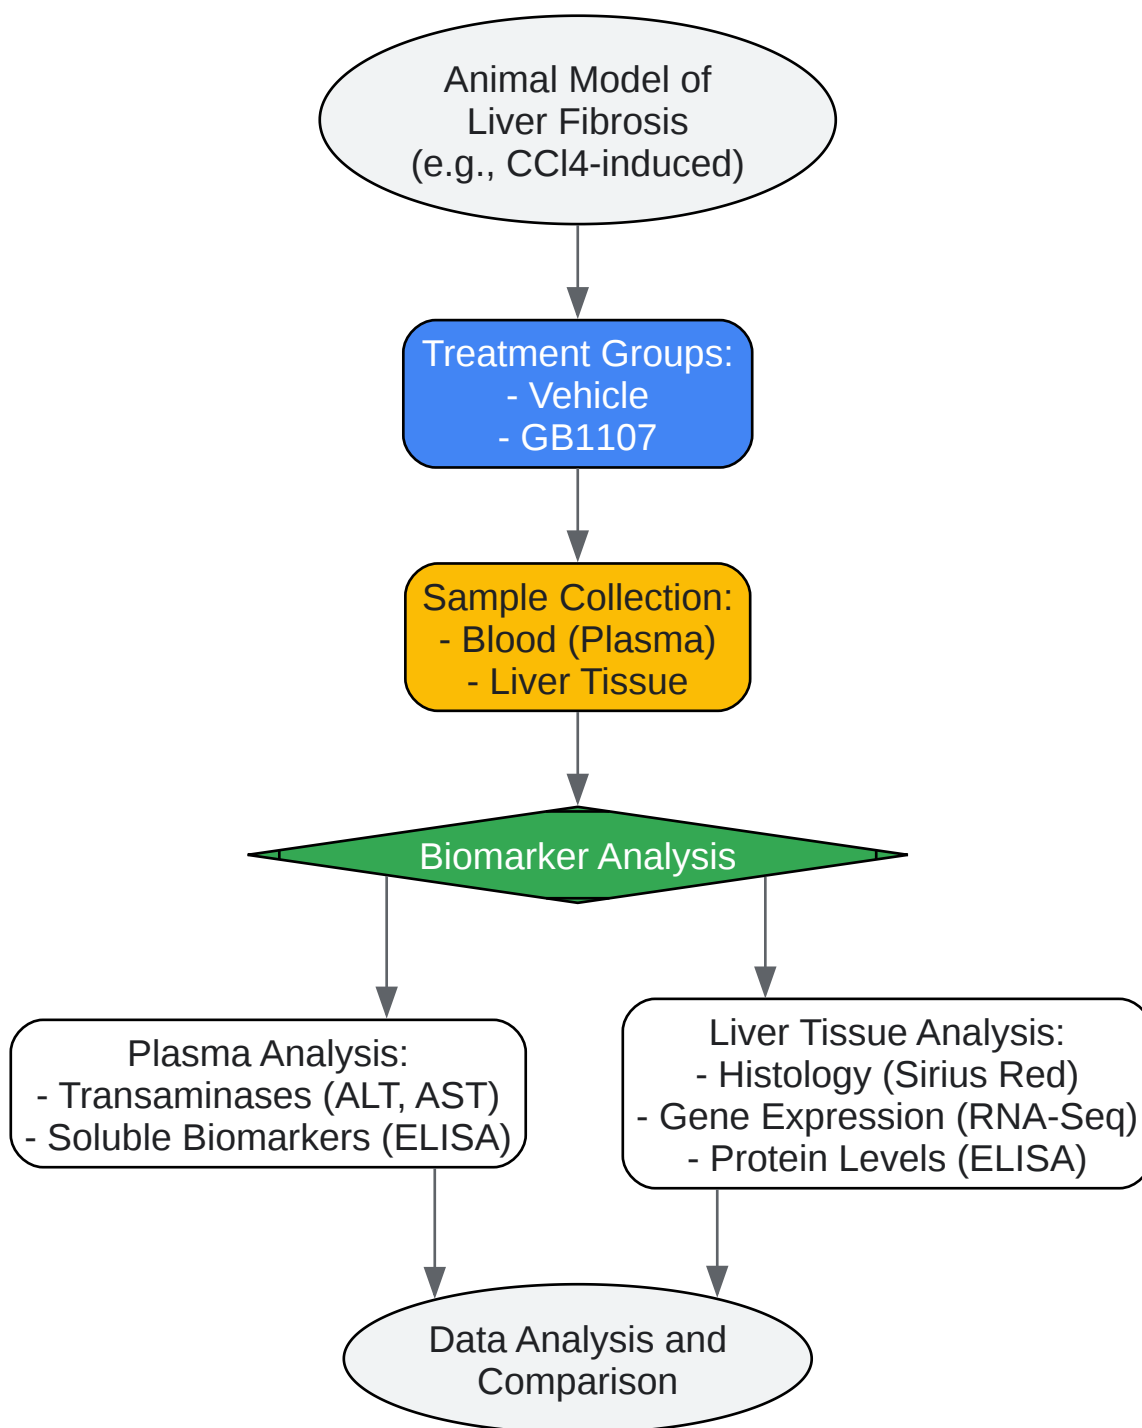 Animal Model of
Liver Fibrosis
(e.g., CCl4-induced)
Treatment Groups:
- Vehicle
- GB1107
Sample Collection:
- Blood (Plasma)
- Liver Tissue
Biomarker Analysis
Plasma Analysis:
- Transaminases (ALT, AST)
- Soluble Biomarkers (ELISA)
Liver Tissue Analysis:
- Histology (Sirius Red)
- Gene Expression (RNA-Seq)
- Protein Levels (ELISA)
Data Analysis and
Comparison